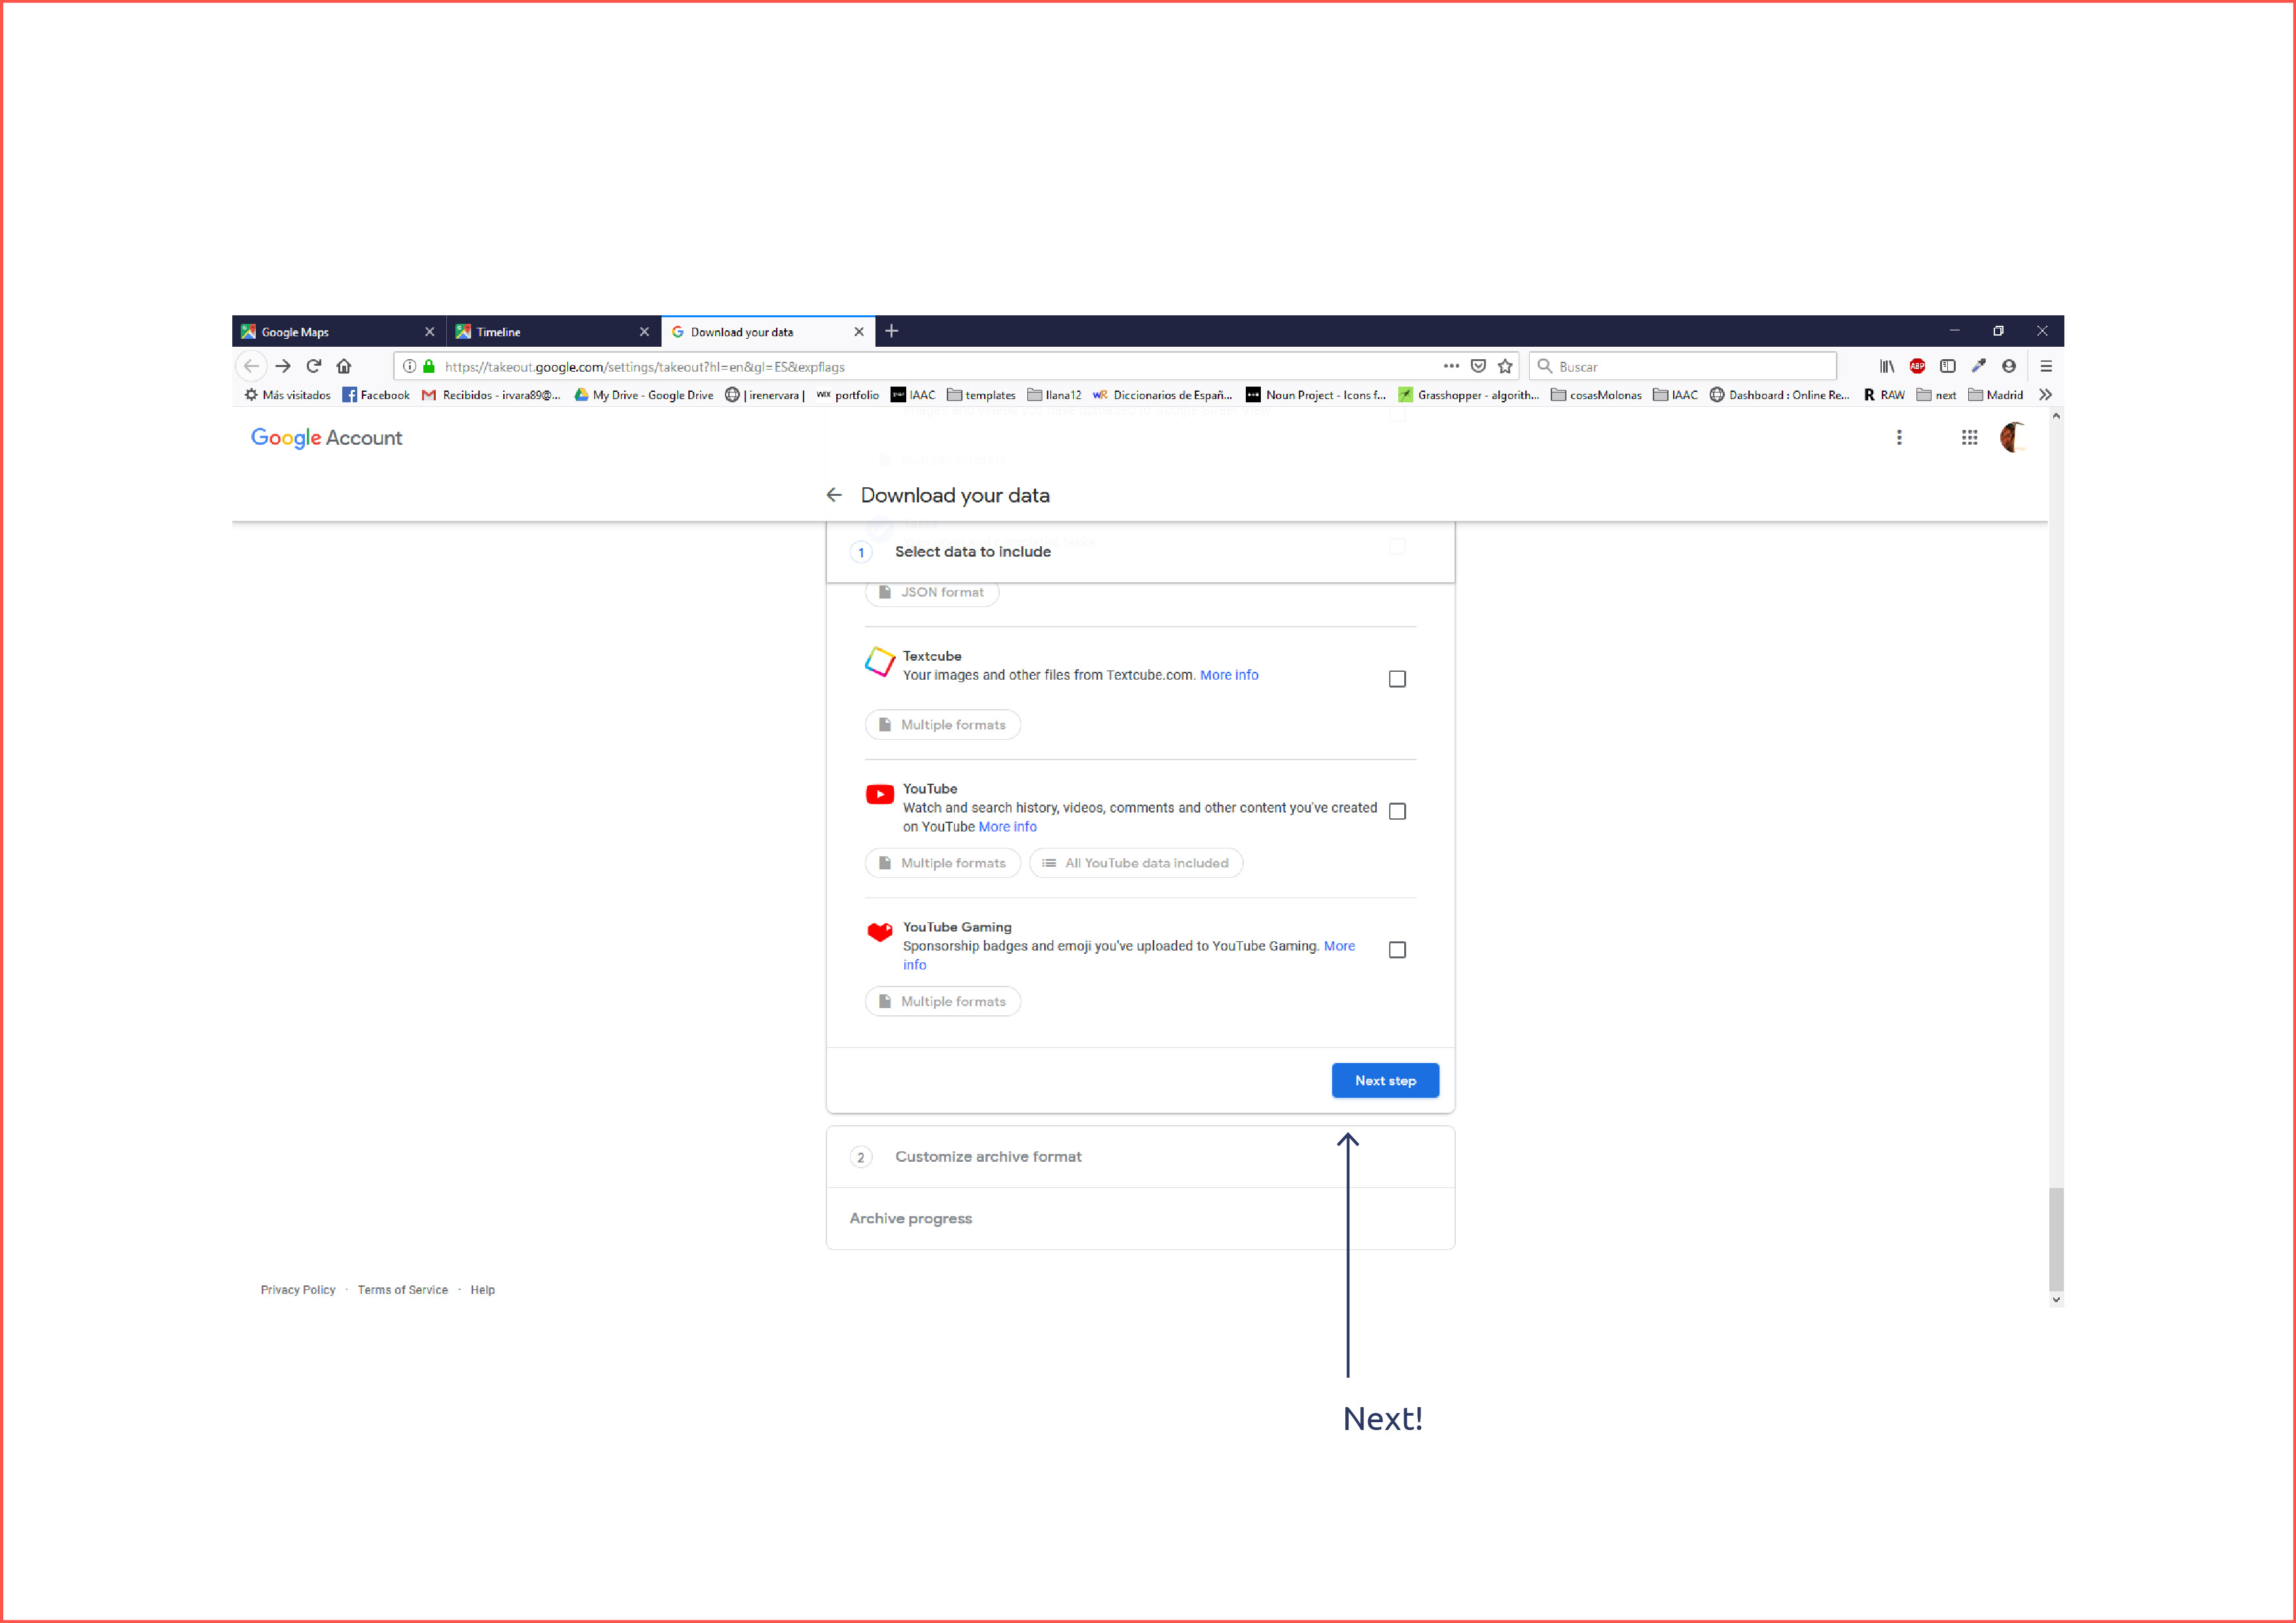 Google Maps
Timeline
Download your data
https://takeout.google.com/settings/takeout?hl=en&gl=ES&expflags
Buscar
Más visitados
Facebook
Recibidos - irvara89@...
My Drive - Google Drive
| irenervara |
WIX portfolio
IAAC
templates
Ilana12
WR Diccionarios de Españ...
Noun Project - Icons f...
Grasshopper - algorith...
cosasMolonas
IAAC
Dashboard : Online Re...
R RAW
next
Madrid
Google Account
Download your data
1 Select data to include
JSON format
Textcube
Your images and other files from Textcube.com. More info
Multiple formats
YouTube
Watch and search history, videos, comments and other content you've created
on YouTube More info
Multiple formats
All YouTube data included
YouTube Gaming
Sponsorship badges and emoji you've uploaded to YouTube Gaming. More
info
Multiple formats
Next step
2 Customize archive format
Archive progress
Privacy Policy · Terms of Service · Help
Next!